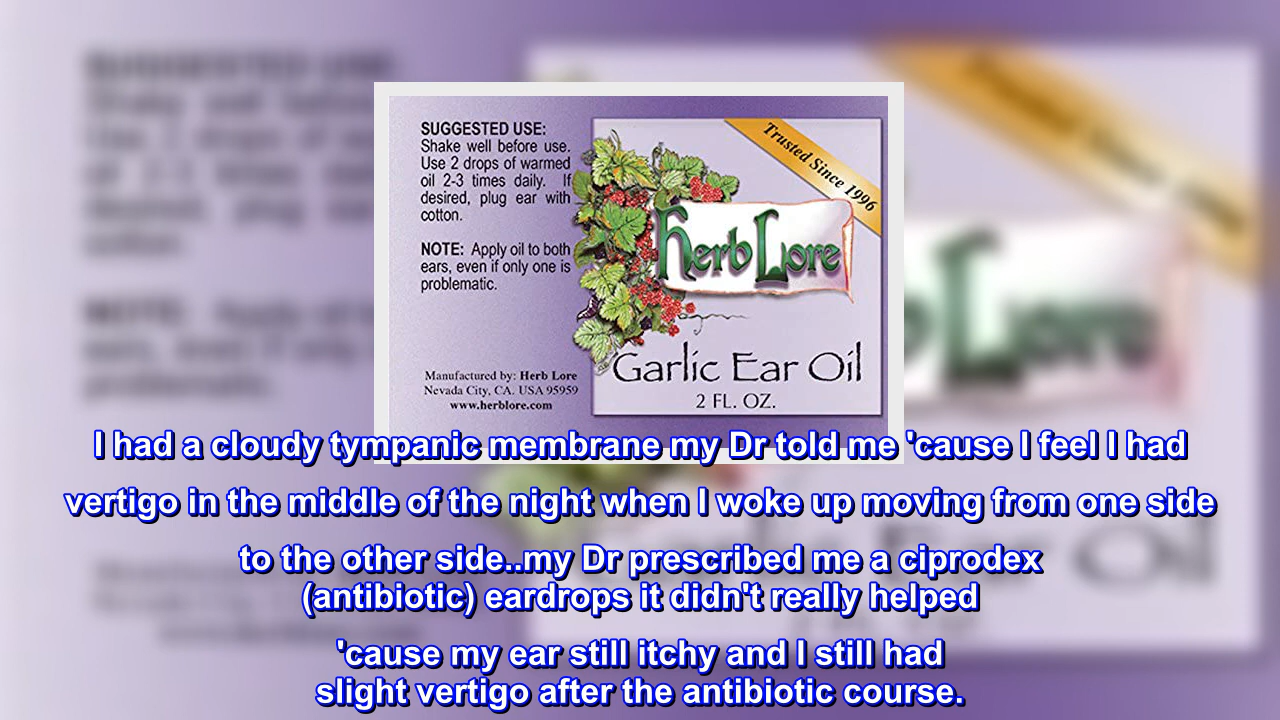 SUGGESTED USE:
Shake well before use.
Use 2 drops of warmed
oil 2-3 times daily. If
desired, plug ear with
cotton.
NOTE: Apply oil to both
ears, even if only one is
problematic.
Manufactured by: Herb Lore
Nevada City, CA. USA 95959
www.herblore.com
Trusted Since 1996
Herb Lore
Garlic Ear Oil
2 FL. OZ.
I had a cloudy tympanic membrane my Dr told me 'cause I feel I had
vertigo in the middle of the night when I woke up moving from one side
to the other side..my Dr prescribed me a ciprodex
(antibiotic) eardrops it didn't really helped
'cause my ear still itchy and I still had
slight vertigo after the antibiotic course.